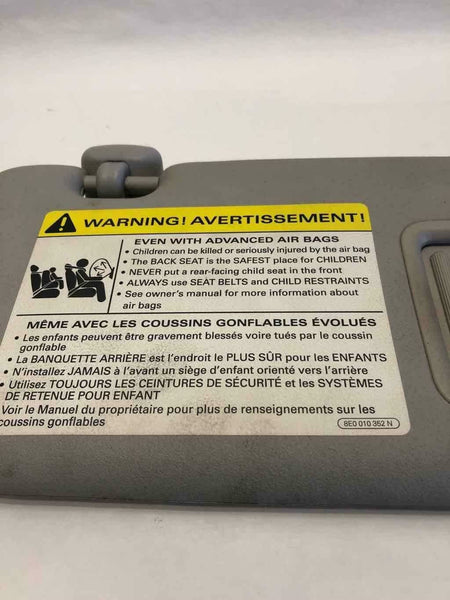 WARNING! AVERTISSEMENT!
EVEN WITH ADVANCED AIR BAGS
• Children can be killed or seriously injured by the air bag
• The BACK SEAT is the SAFEST place for CHILDREN
• NEVER put a rear-facing child seat in the front
• ALWAYS use SEAT BELTS and CHILD RESTRAINTS
• See owner's manual for more information about
air bags
MÊME AVEC LES COUSSINS GONFLABLES ÉVOLUÉS
• Les enfants peuvent être gravement blessés voire tués par le coussin
gonflable
• La BANQUETTE ARRIÈRE est l'endroit le PLUS SÛR pour les ENFANTS
• N'installez JAMAIS à l'avant un siège d'enfant orienté vers l'arrière
• Utilisez TOUJOURS LES CEINTURES DE SÉCURITÉ et les SYSTÈMES
DE RETENUE POUR ENFANT
Voir le Manuel du propriétaire pour plus de renseignements sur les
coussins gonflables
8E0 010 352 N